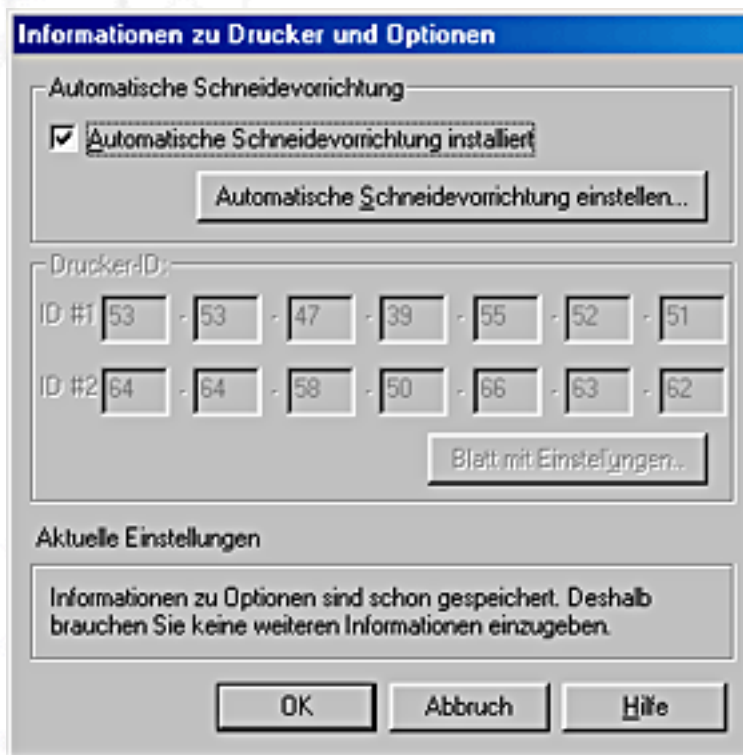 Informationen zu Drucker und Optionen
Automatische Schneidevorrichtung
Automatische Schneidevorrichtung installiert
Automatische Schneidevorrichtung einstellen...
Drucker-ID:
ID #1 53 - 53 - 47 - 39 - 55 - 52 - 51
ID #2 64 - 64 - 58 - 50 - 66 - 63 - 62
Blatt mit Einstellungen...
Aktuelle Einstellungen
Informationen zu Optionen sind schon gespeichert. Deshalb
brauchen Sie keine weiteren Informationen einzugeben.
OK Abbruch Hilfe